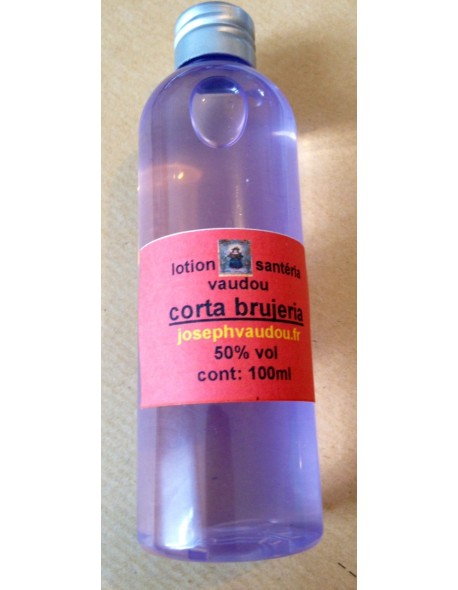 lotion santéria
vaudou
corta brujeria
josephvaudou.fr
50% vol
cont: 100ml